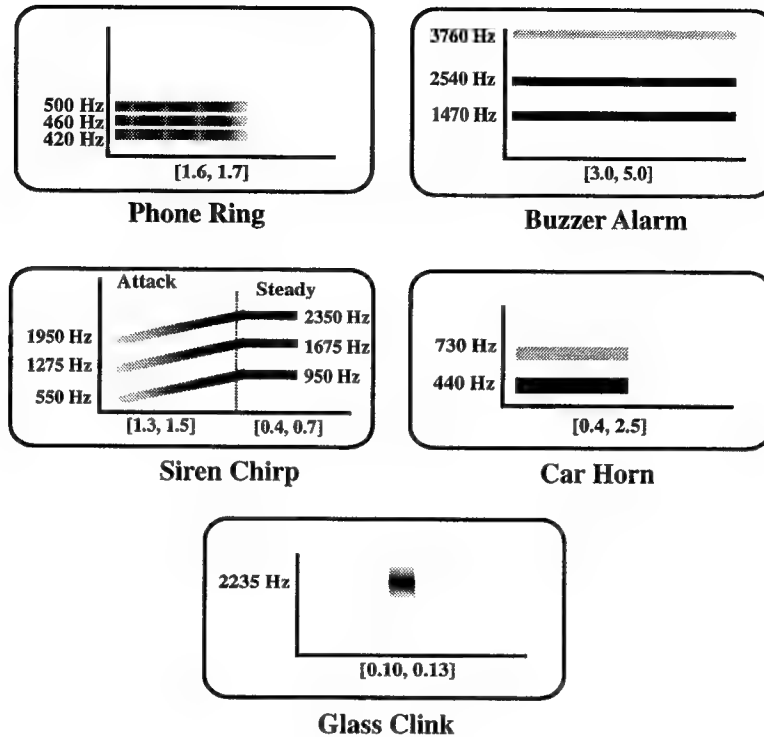 500 Hz
460 Hz
420 Hz
[1.6, 1.7]
Phone Ring
3760 Hz
2540 Hz
1470 Hz
[3.0, 5.0]
Buzzer Alarm
Attack
Steady
1950 Hz
1275 Hz
550 Hz
2350 Hz
1675 Hz
950 Hz
[1.3, 1.5]
[0.4, 0.7]
Siren Chirp
730 Hz
440 Hz
[0.4, 2.5]
Car Horn
2235 Hz
[0.10, 0.13]
Glass Clink